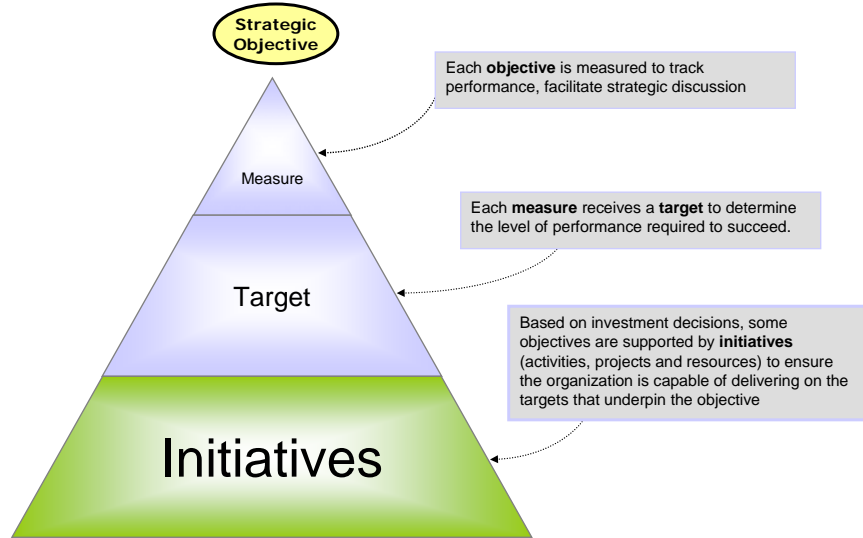 Strategic
Objective
Each objective is measured to track
performance, facilitate strategic discussion
Measure
Each measure receives a target to determine
the level of performance required to succeed.
Target
Based on investment decisions, some
objectives are supported by initiatives
(activities, projects and resources) to ensure
the organization is capable of delivering on the
targets that underpin the objective
Initiatives